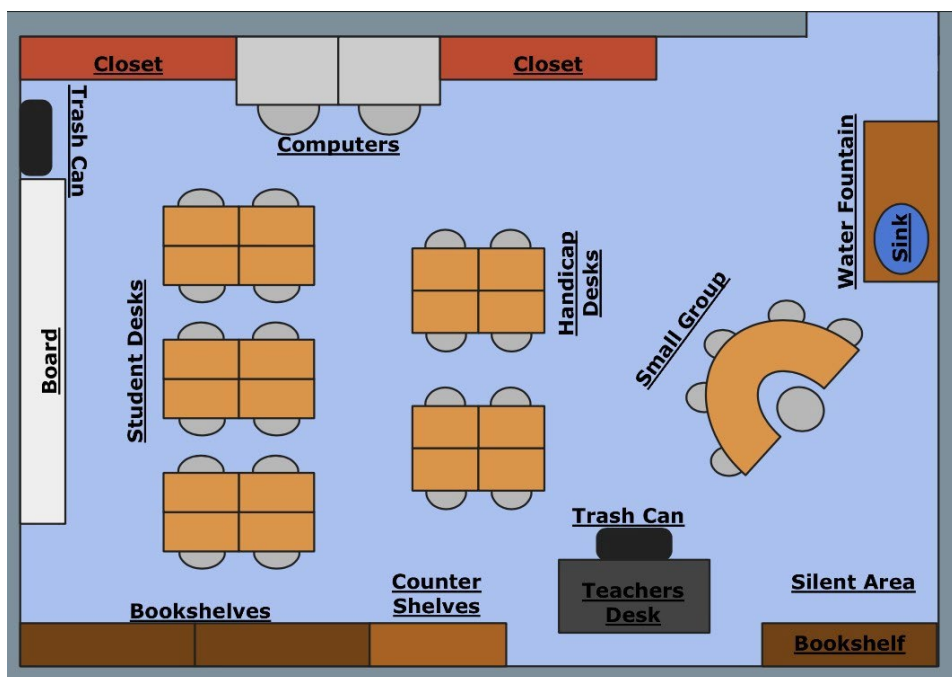 Closet
Closet
Trash Can
Computers
Water Fountain
Sink
Handicap
Desks
Small Group
Student Desks
Board
Trash Can
Counter
Shelves
Teachers
Desk
Silent Area
Bookshelves
Bookshelf